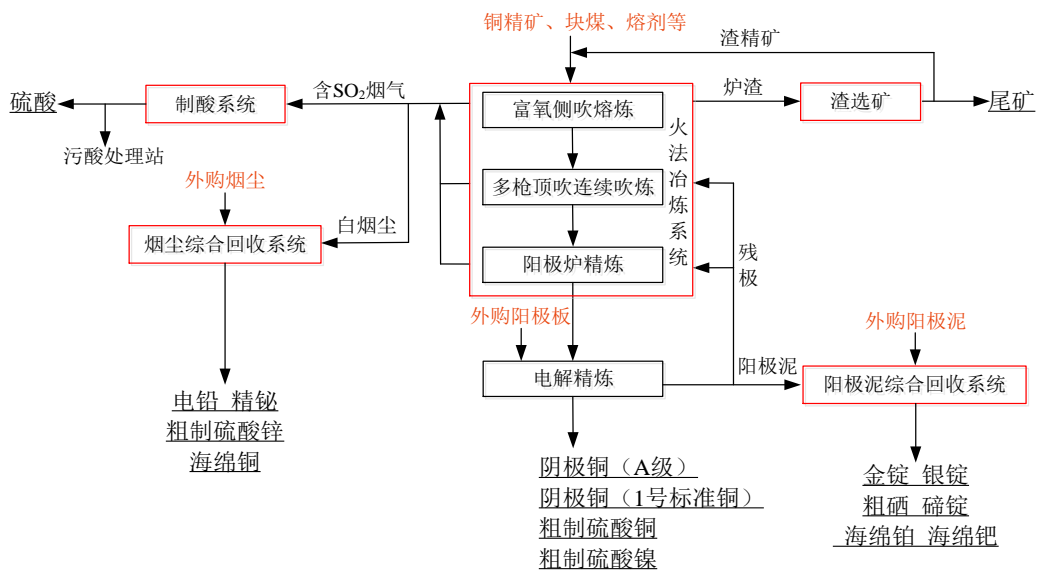 铜精矿、块煤、熔剂等
渣精矿
硫酸
制酸系统
含SO₂烟气
富氧侧吹熔炼
炉渣
渣选矿
尾矿
火法冶炼系统
污酸处理站
外购烟尘
多枪顶吹连续吹炼
白烟尘
烟尘综合回收系统
阳极炉精炼
残极
外购阳极板
外购阳极泥
电解精炼
阳极泥
阳极泥综合回收系统
电铅 精铋
粗制硫酸锌
海绵铜
阴极铜（A级）
阴极铜（1号标准铜）
粗制硫酸铜
粗制硫酸镍
金锭 银锭
粗硒 碲锭
海绵铂 海绵钯